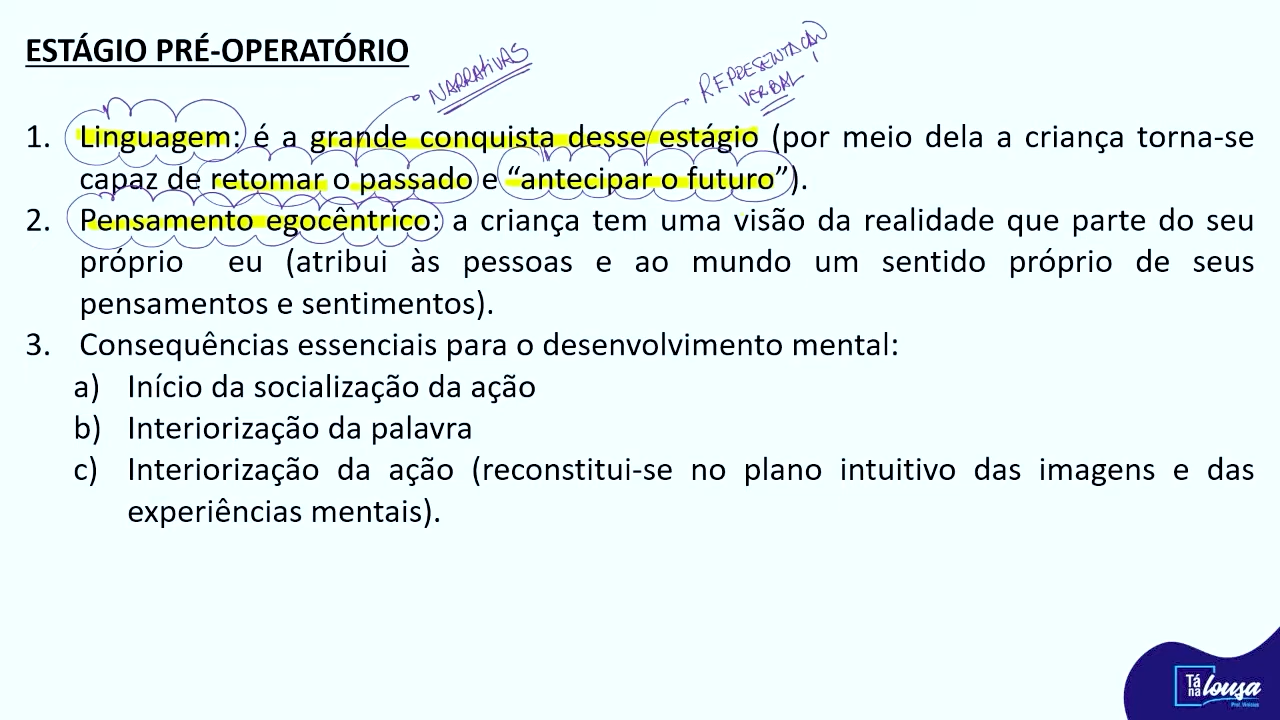 ESTÁGIO PRÉ-OPERATÓRIO
NARRATIVAS
REPRESENTAÇÃO
VERBAL
1. Linguagem: é a grande conquista desse estágio (por meio dela a criança torna-se
capaz de retomar o passado e “antecipar o futuro”).
2. Pensamento egocêntrico: a criança tem uma visão da realidade que parte do seu
próprio eu (atribui às pessoas e ao mundo um sentido próprio de seus
pensamentos e sentimentos).
3. Consequências essenciais para o desenvolvimento mental:
a) Início da socialização da ação
b) Interiorização da palavra
c) Interiorização da ação (reconstitui-se no plano intuitivo das imagens e das
experiências mentais).
Tá
na lousa
Prof. Vinícius